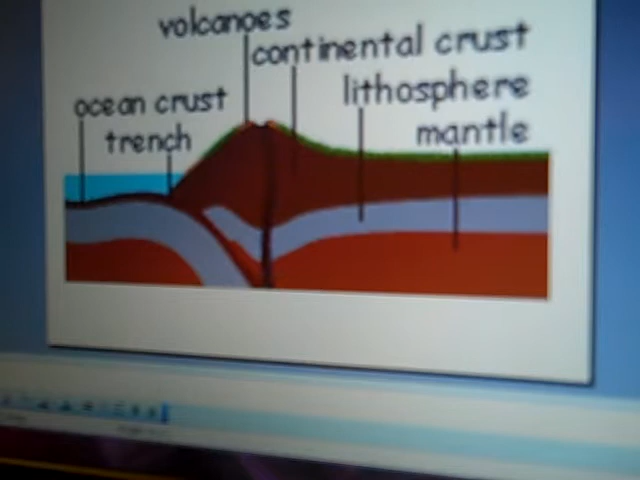 volcanoes
continental crust
ocean crust
lithosphere
trench
mantle